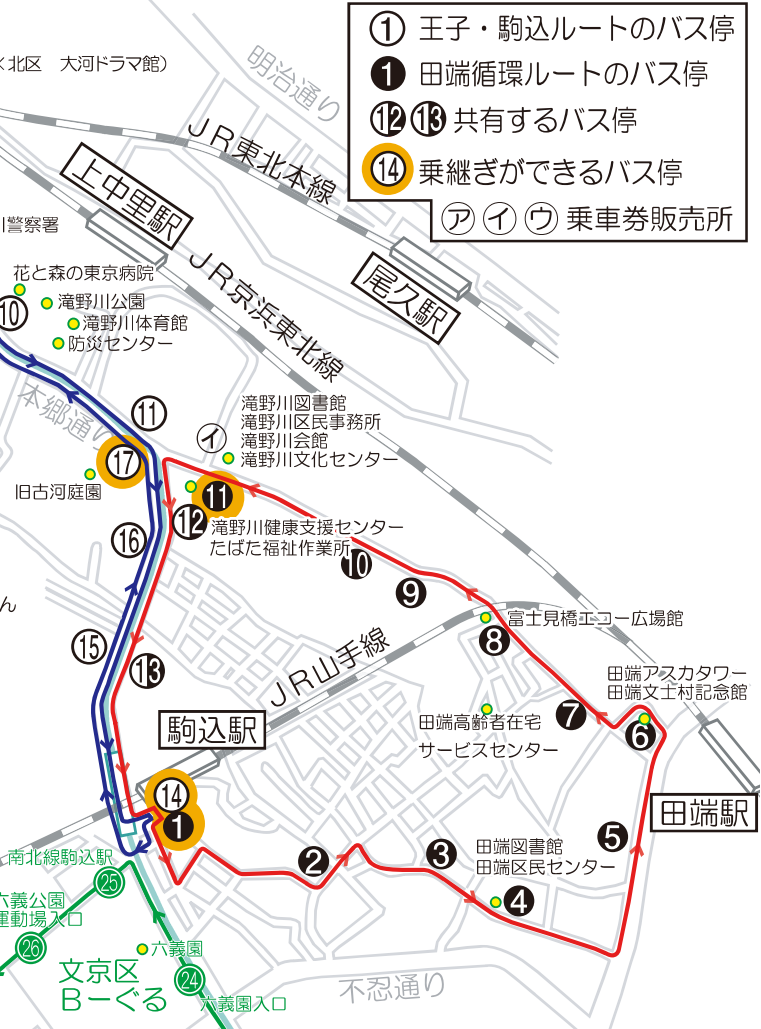 ① 王子・駒込ルートのバス停
❶ 田端循環ルートのバス停
⑫⑬ 共有するバス停
⑭ 乗継ぎができるバス停
㋐㋑㋒ 乗車券販売所
北区 大河ドラマ館）
明治通り
JR東北本線
上中里駅
尾久駅
警察署
JR京浜東北線
花と森の東京病院
滝野川公園
⑩
滝野川体育館
防災センター
本郷通り
⑪
滝野川図書館
滝野川区民事務所
㋑
滝野川会館
滝野川文化センター
⑰
旧古河庭園
⓫
⑫
滝野川健康支援センター
たばた福祉作業所
⑯
❿
❾
ん
JR山手線
富士見橋エコー広場館
❽
⑮
⑬
田端アスカタワー
田端文士村記念館
❼
❻
田端高齢者在宅
サービスセンター
駒込駅
⑭
❶
田端駅
❺
❷
❸
田端図書館
田端区民センター
❹
南北線駒込駅
㉕
六義公園
運動場入口
㉖
六義園
文京区
Bーぐる
㉔
六義園入口
不忍通り